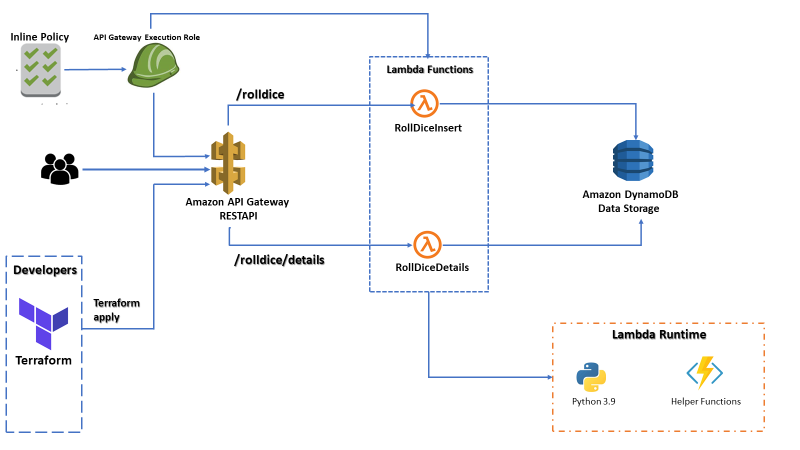 Inline Policy
API Gateway Execution Role
Lambda Functions
/rolldice
RollDiceInsert
Amazon API Gateway
RESTAPI
Amazon DynamoDB
Data Storage
/rolldice/details
RollDiceDetails
Developers
Terraform
Terraform
apply
Lambda Runtime
Python 3.9
Helper Functions